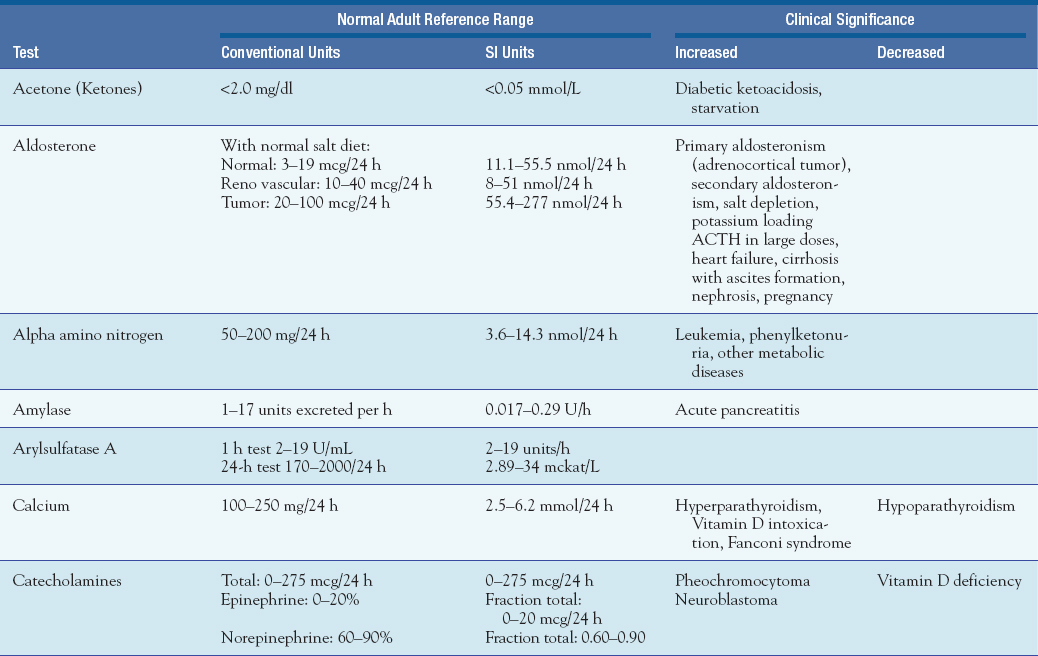 Normal Adult Reference Range Clinical Significance
Test Conventional Units SI Units Increased Decreased
Acetone (Ketones) <2.0 mg/dl <0.05 mmol/L Diabetic ketoacidosis,
starvation
Aldosterone With normal salt diet: Primary aldosteronism
Normal: 3–19 mcg/24 h 11.1–55.5 nmol/24 h (adrenocortical tumor),
Reno vascular: 10–40 mcg/24 h 8–51 nmol/24 h secondary aldosteron-
Tumor: 20–100 mcg/24 h 55.4–277 nmol/24 h ism, salt depletion,
potassium loading
ACTH in large doses,
heart failure, cirrhosis
with ascites formation,
nephrosis, pregnancy
Alpha amino nitrogen 50–200 mg/24 h 3.6–14.3 nmol/24 h Leukemia, phenylketonu-
ria, other metabolic
diseases
Amylase 1–17 units excreted per h 0.017–0.29 U/h Acute pancreatitis
Arylsulfatase A 1 h test 2–19 U/mL 2–19 units/h
24-h test 170–2000/24 h 2.89–34 mckat/L
Calcium 100–250 mg/24 h 2.5–6.2 mmol/24 h Hyperparathyroidism, Hypoparathyroidism
Vitamin D intoxica-
tion, Fanconi syndrome
Catecholamines Total: 0–275 mcg/24 h 0–275 mcg/24 h Pheochromocytoma Vitamin D deficiency
Epinephrine: 0–20% Fraction total: Neuroblastoma
0–20 mcg/24 h
Norepinephrine: 60–90% Fraction total: 0.60–0.90